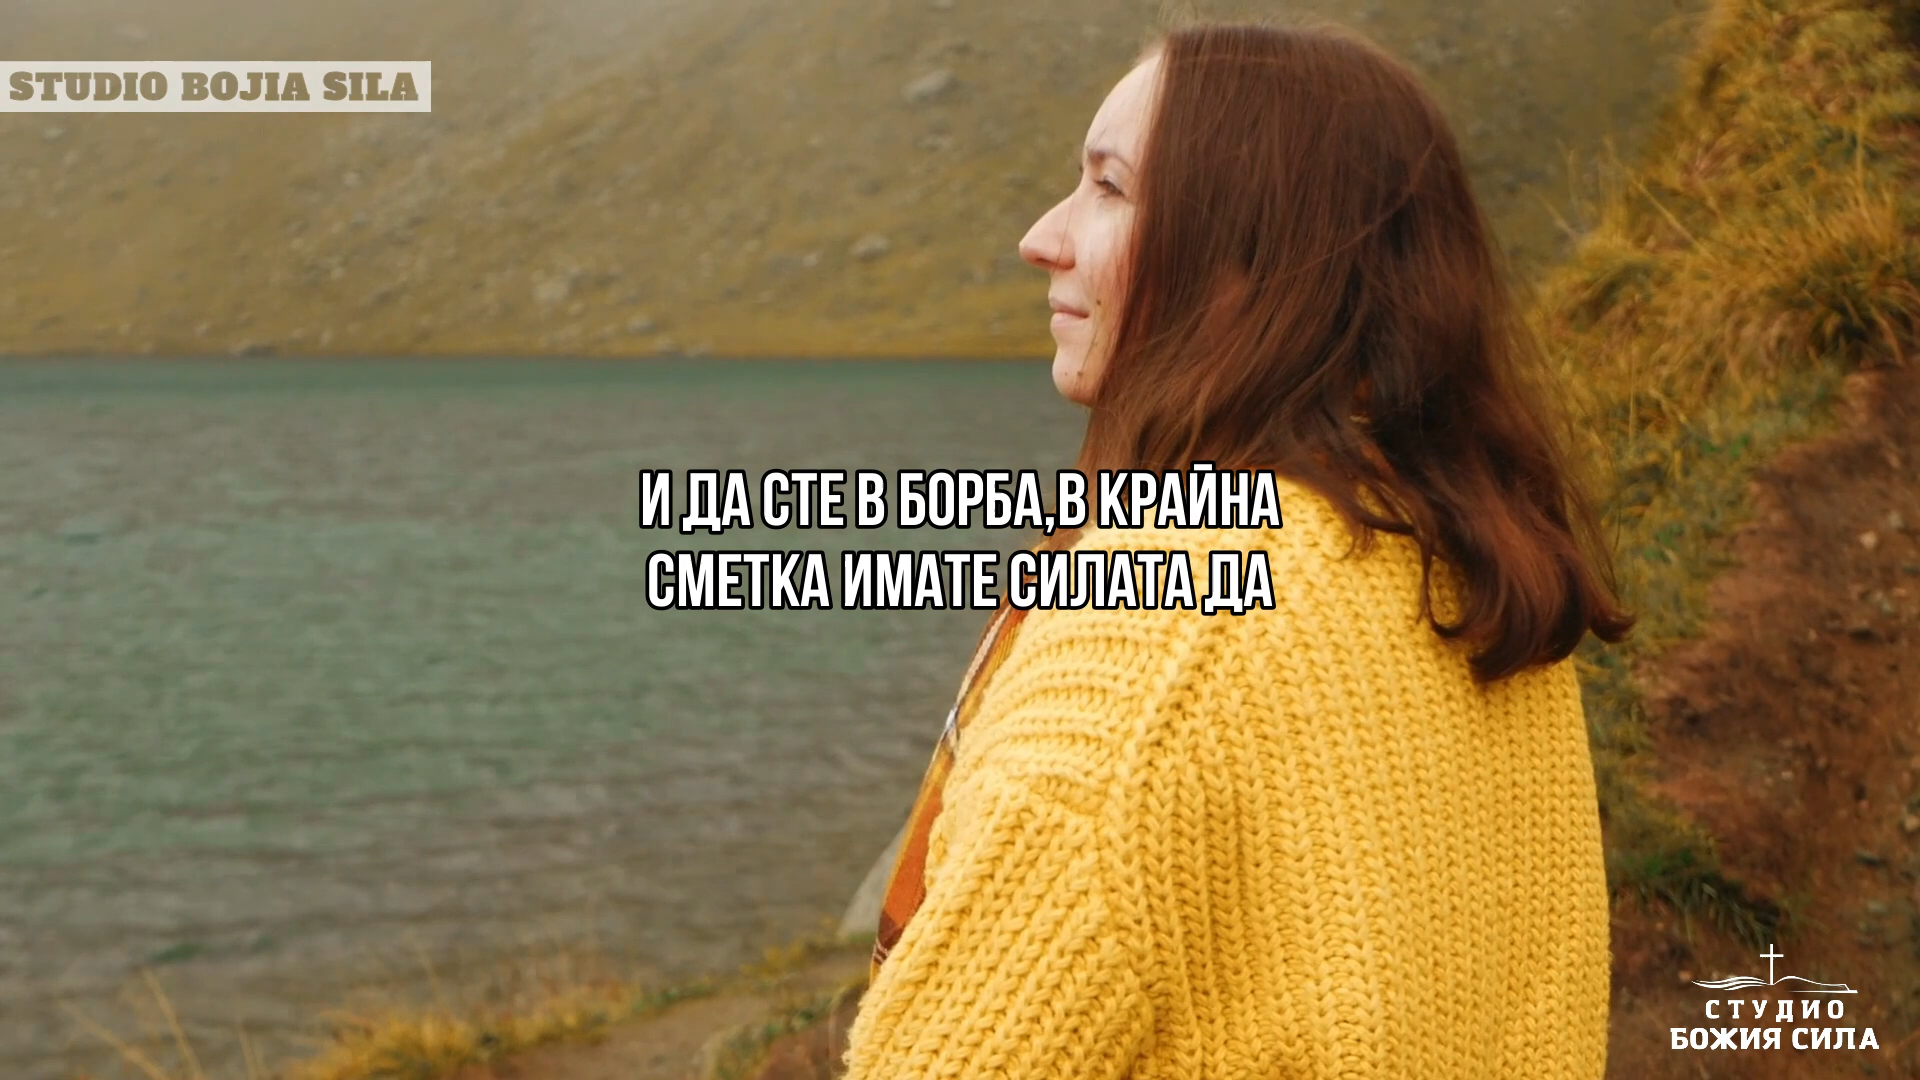 STUDIO BOJIA SILA
И ДА СТЕ В БОРБА,В КРАЙНА
СМЕТКА ИМАТЕ СИЛАТА ДА
СТУДИО
БОЖИЯ СИЛА